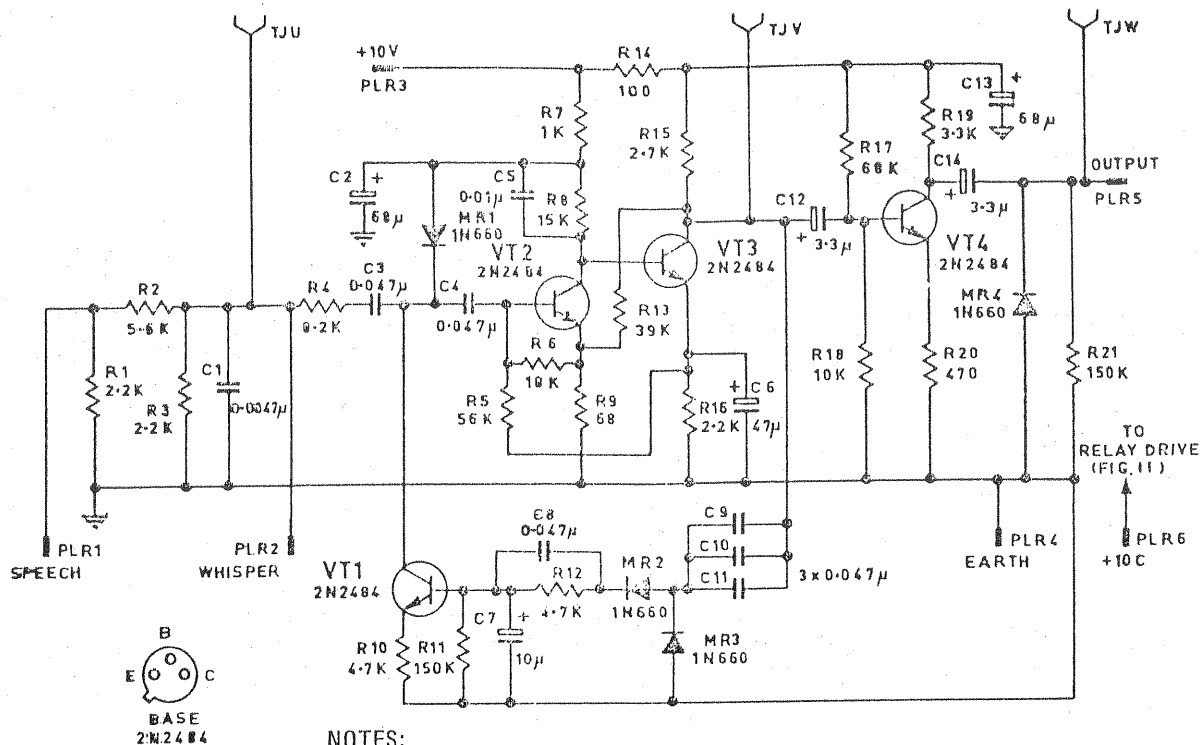 TJU
TJV
TJW
+10V
PLR3
R14
100
C13
68µ
R7
1K
R15
2.7K
R17
68K
R19
3.3K
C2
68µ
C5
0.01µ
R8
15K
MR1
1N660
C12
3.3µ
C14
3.3µ
OUTPUT
PLR5
VT2
2N2484
VT3
2N2484
VT4
2N2484
R2
5.6K
R4
8.2K
C3
0.047µ
C4
0.047µ
R13
39K
MR4
1N660
R1
2.2K
R3
2.2K
C1
0.0047µ
R6
18K
R5
56K
R9
68
R16
2.2K
C6
47µ
R18
10K
R20
470
R21
150K
TO
RELAY DRIVE
(FIG.11)
PLR1
SPEECH
PLR2
WHISPER
C8
0.047µ
C9
C10
C11
3x0.047µ
PLR4
EARTH
PLR6
+10C
VT1
2N2484
R12
4.7K
MR2
1N660
C7
10µ
MR3
1N660
R10
4.7K
R11
150K
B
E
C
BASE
2N2484
NOTES: